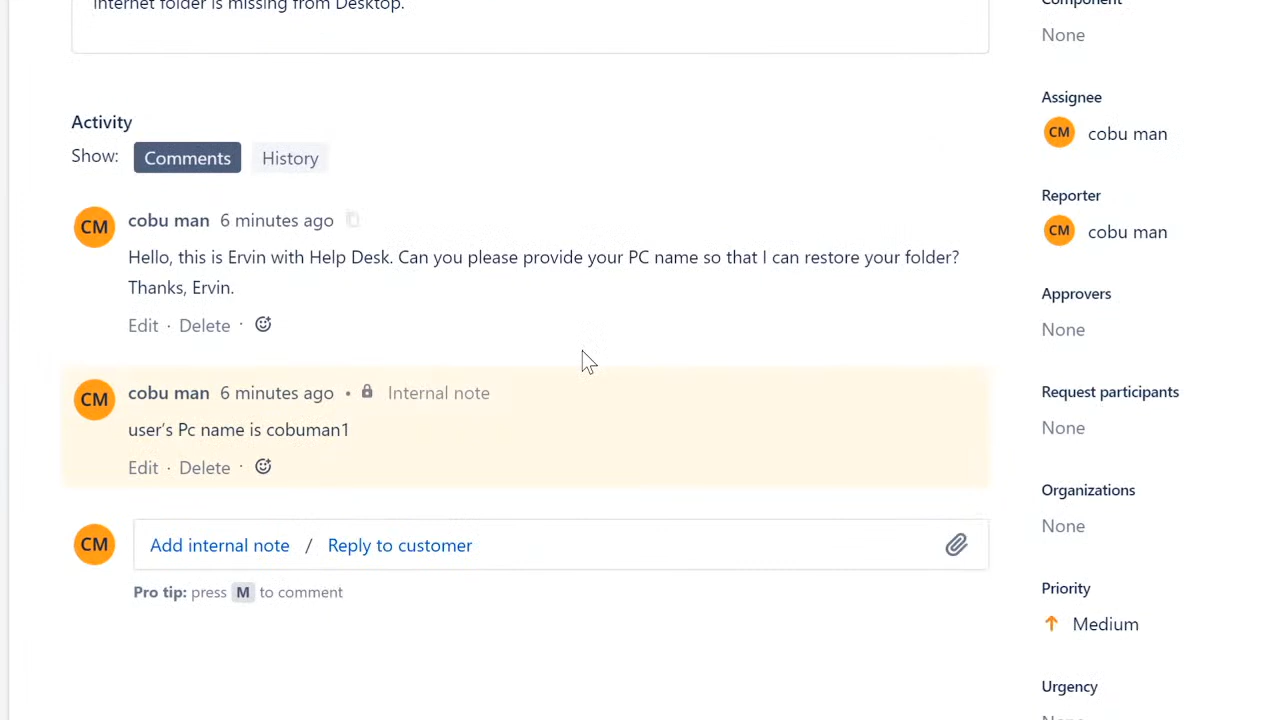 internet folder is missing from Desktop.
Activity
Show: Comments History
CM cobu man 6 minutes ago
Hello, this is Ervin with Help Desk. Can you please provide your PC name so that I can restore your folder?
Thanks, Ervin.
Edit · Delete ·
CM cobu man 6 minutes ago • Internal note
user’s Pc name is cobuman1
Edit · Delete ·
CM Add internal note / Reply to customer
Pro tip: press M to comment
Component
None
Assignee
CM cobu man
Reporter
CM cobu man
Approvers
None
Request participants
None
Organizations
None
Priority
Medium
Urgency
None